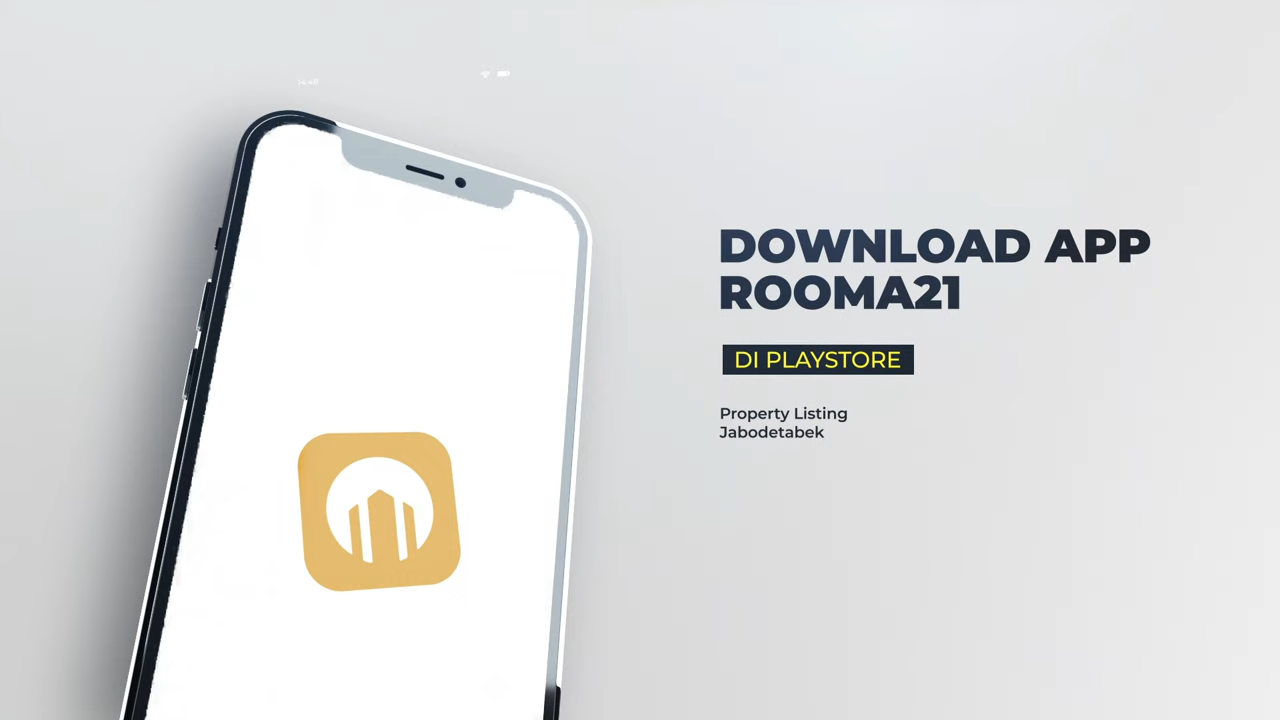 DOWNLOAD APP
ROOMA21
DI PLAYSTORE
Property Listing
Jabodetabek